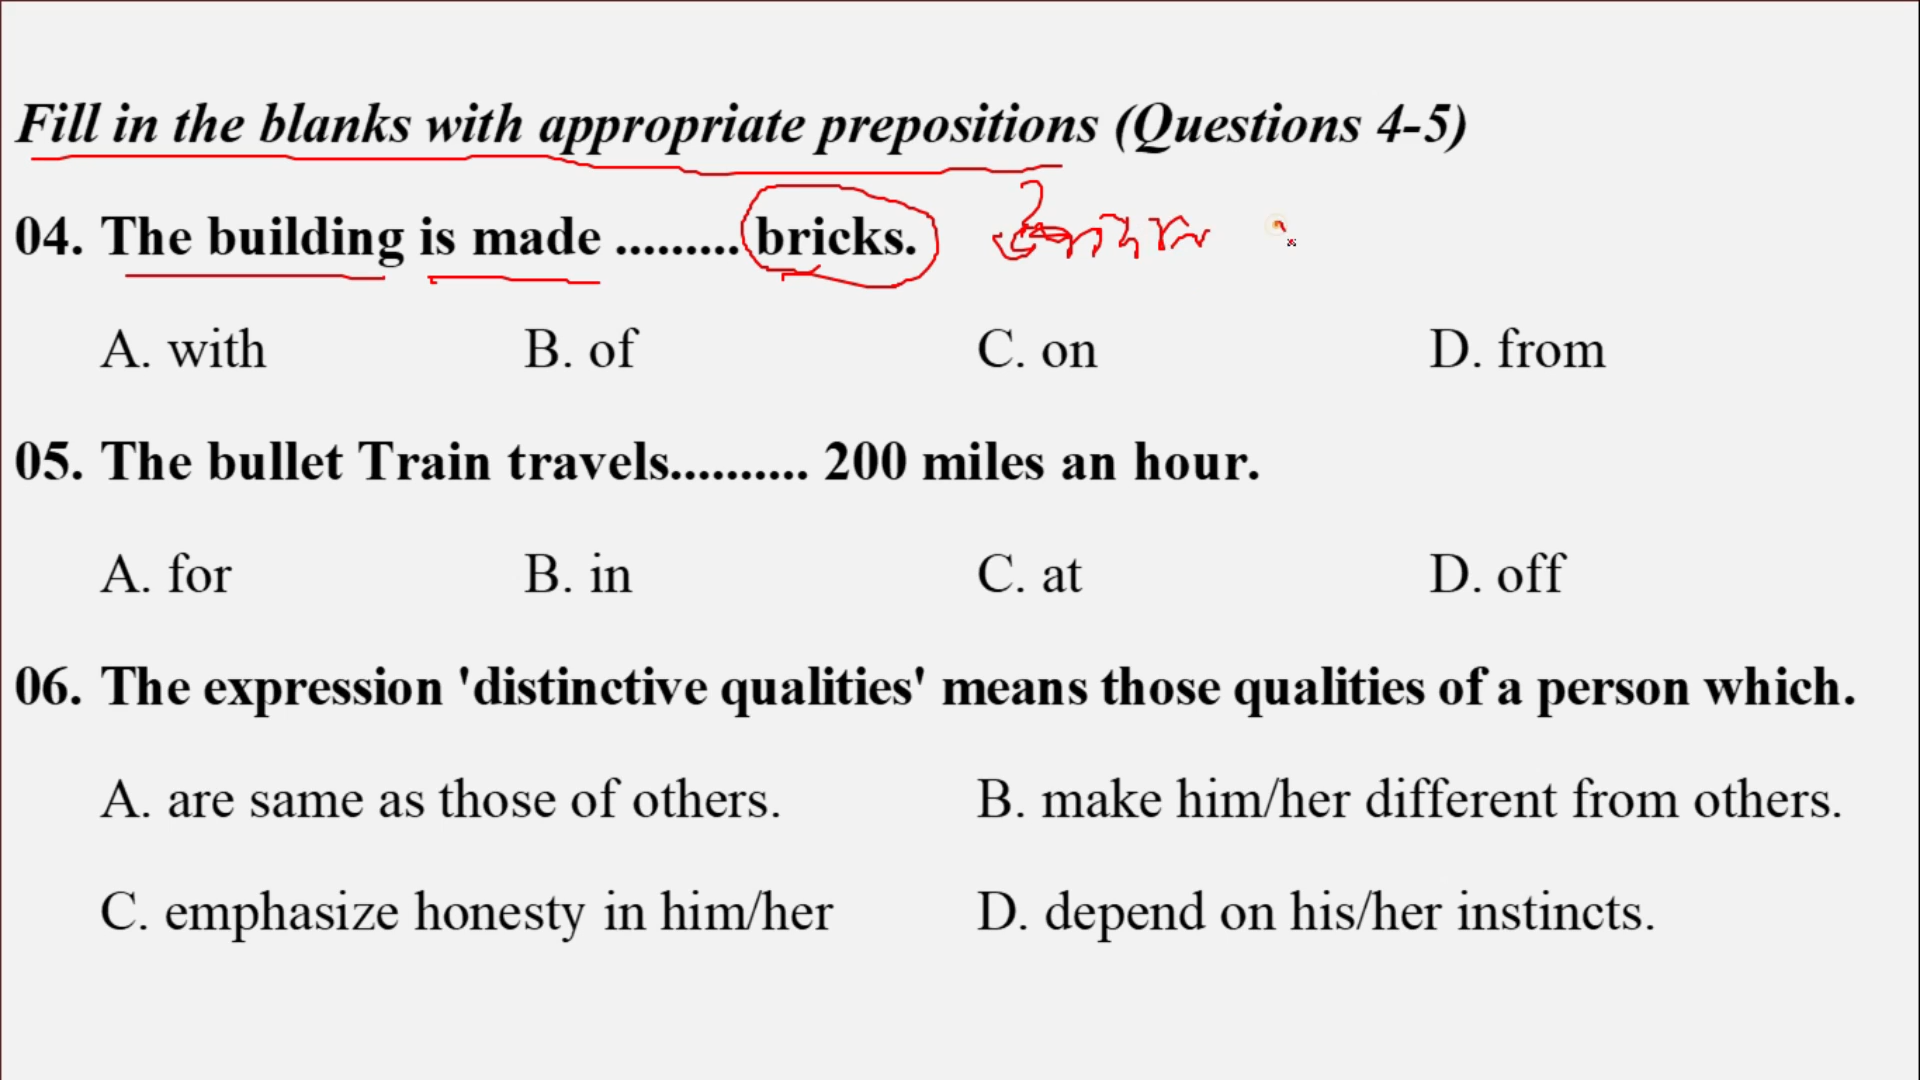 Fill in the blanks with appropriate prepositions (Questions 4-5)
04. The building is made ......... bricks.
A. with B. of C. on D. from
05. The bullet Train travels.......... 200 miles an hour.
A. for B. in C. at D. off
06. The expression 'distinctive qualities' means those qualities of a person which.
A. are same as those of others. B. make him/her different from others.
C. emphasize honesty in him/her D. depend on his/her instincts.